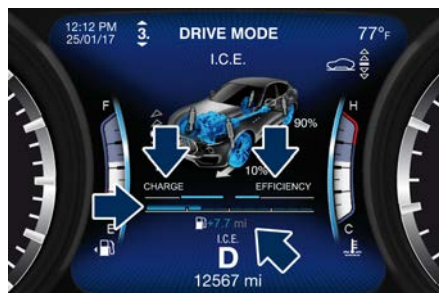 12:12 PM
25/01/17
3.
DRIVE MODE
77°F
I.C.E.
F
H
90%
10%
CHARGE
EFFICIENCY
E
C
+7.7 mi
I.C.E.
D
12567 mi